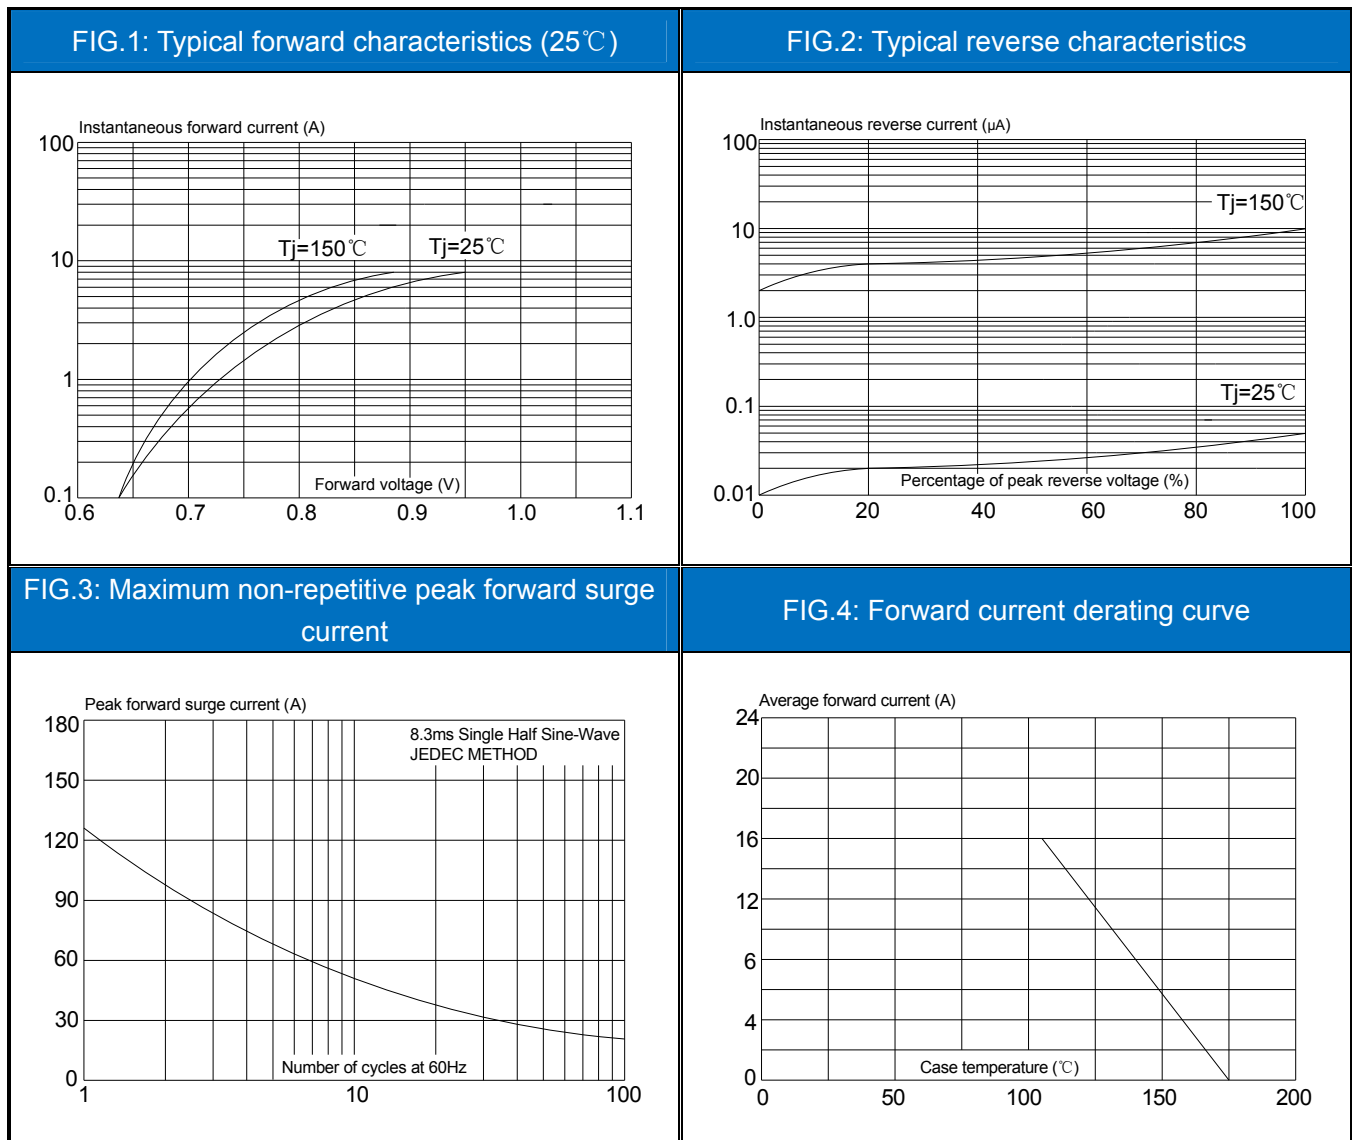 FIG.1: Typical forward characteristics (25℃)
Instantaneous forward current (A)
100
10
1
0.1
Tj=150℃
Tj=25℃
Forward voltage (V)
0.6 0.7 0.8 0.9 1.0 1.1
FIG.2: Typical reverse characteristics
Instantaneous reverse current (μA)
100
10
1.0
0.1
0.01
Tj=150℃
Tj=25℃
Percentage of peak reverse voltage (%)
0 20 40 60 80 100
FIG.3: Maximum non-repetitive peak forward surge
current
Peak forward surge current (A)
180
150
120
90
60
30
0
8.3ms Single Half Sine-Wave
JEDEC METHOD
Number of cycles at 60Hz
1 10 100
FIG.4: Forward current derating curve
Average forward current (A)
24
20
16
12
6
4
0
Case temperature (℃)
0 50 100 150 200